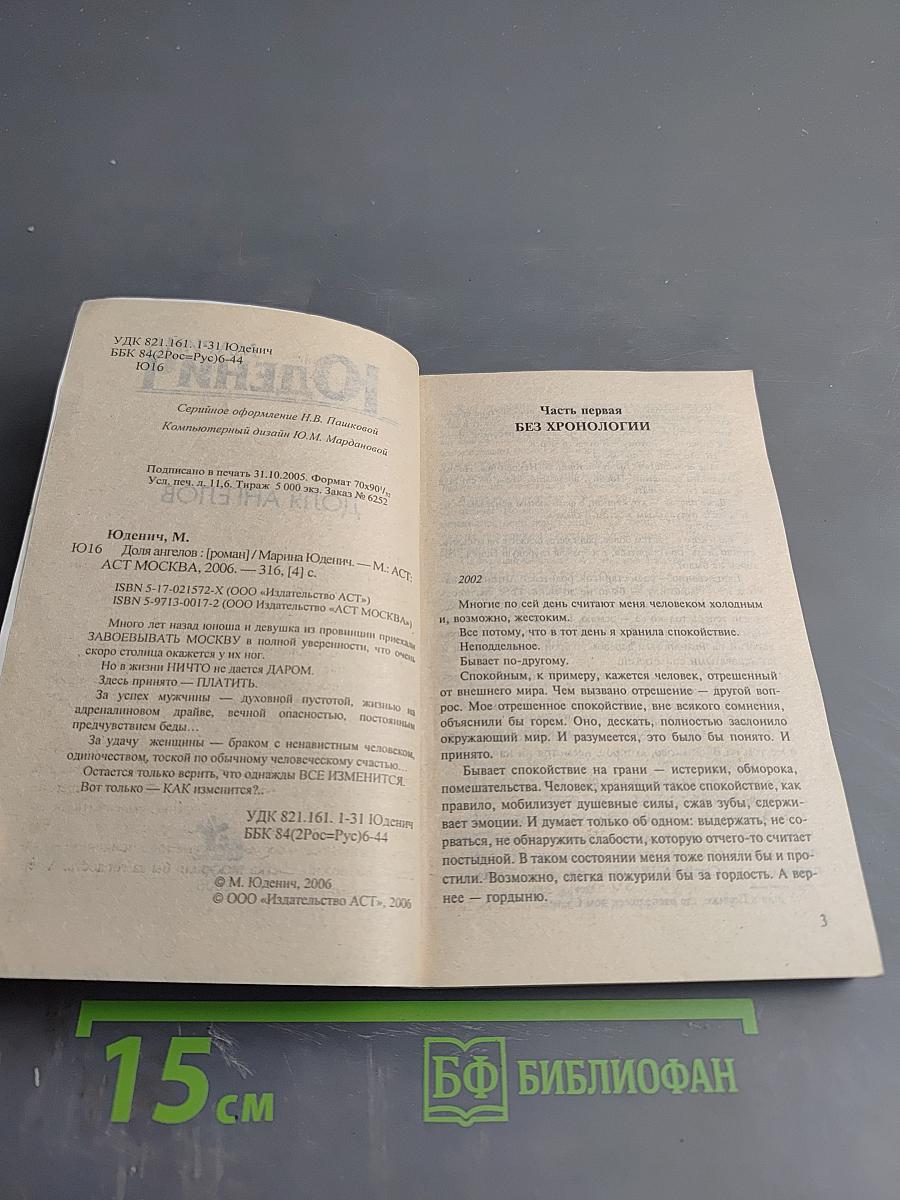 УДК 821.161. 1-31 Юденич
ББК 84(2Рос=Рус)6-44
Ю16
Серийное оформление Н.В. Пашковой
Компьютерный дизайн Ю.М. Мардановой
Подписано в печать 31.10.2005. Формат 70х90¹/₃₂
Усл. печ. л. 11,6. Тираж 5 000 экз. Заказ № 6252
Юденич, М.
Ю16 Доля ангелов : [роман] / Марина Юденич. — М.: АСТ:
АСТ МОСКВА, 2006. — 316, [4] с.
ISBN 5-17-021572-X (ООО «Издательство АСТ»)
ISBN 5-9713-0017-2 (ООО Издательство «АСТ МОСКВА»)
Много лет назад юноша и девушка из провинции приехали
ЗАВОЕВЫВАТЬ МОСКВУ в полной уверенности, что очень
скоро столица окажется у их ног.
Но в жизни НИЧТО не дается ДАРОМ.
Здесь принято — ПЛАТИТЬ.
За успех мужчины — духовной пустотой, жизнью на
адреналиновом драйве, вечной опасностью, постоянным
предчувствием беды...
За удачу женщины — браком с ненавистным человеком,
одиночеством, тоской по обычному человеческому счастью...
Остается только верить, что однажды ВСЕ ИЗМЕНИТСЯ.
Вот только — КАК изменится?..
УДК 821.161. 1-31 Юденич
ББК 84(2Рос=Рус)6-44
© М. Юденич, 2006
© ООО «Издательство АСТ», 2006
Часть первая
БЕЗ ХРОНОЛОГИИ
2002
Многие по сей день считают меня человеком холодным
и, возможно, жестоким.
Все потому, что в тот день я хранила спокойствие.
Неподдельное.
Бывает по-другому.
Спокойным, к примеру, кажется человек, отрешенный
от внешнего мира. Чем вызвано отрешение — другой воп-
рос. Мое отрешенное спокойствие, вне всякого сомнения,
объяснили бы горем. Оно, дескать, полностью заслонило
окружающий мир. И разумеется, это было бы понято. И
принято.
Бывает спокойствие на грани — истерики, обморока,
помешательства. Человек, хранящий такое спокойствие, как
правило, мобилизует душевные силы, сжав зубы, сдержи-
вает эмоции. И думает только об одном: выдержать, не со-
рваться, не обнаружить слабости, которую отчего-то считает
постыдной. В таком состоянии меня тоже поняли бы и про-
стили. Возможно, слегка пожурили бы за гордость. А вер-
нее — гордыню.
3
15 см
БФ БИБЛИОФАН